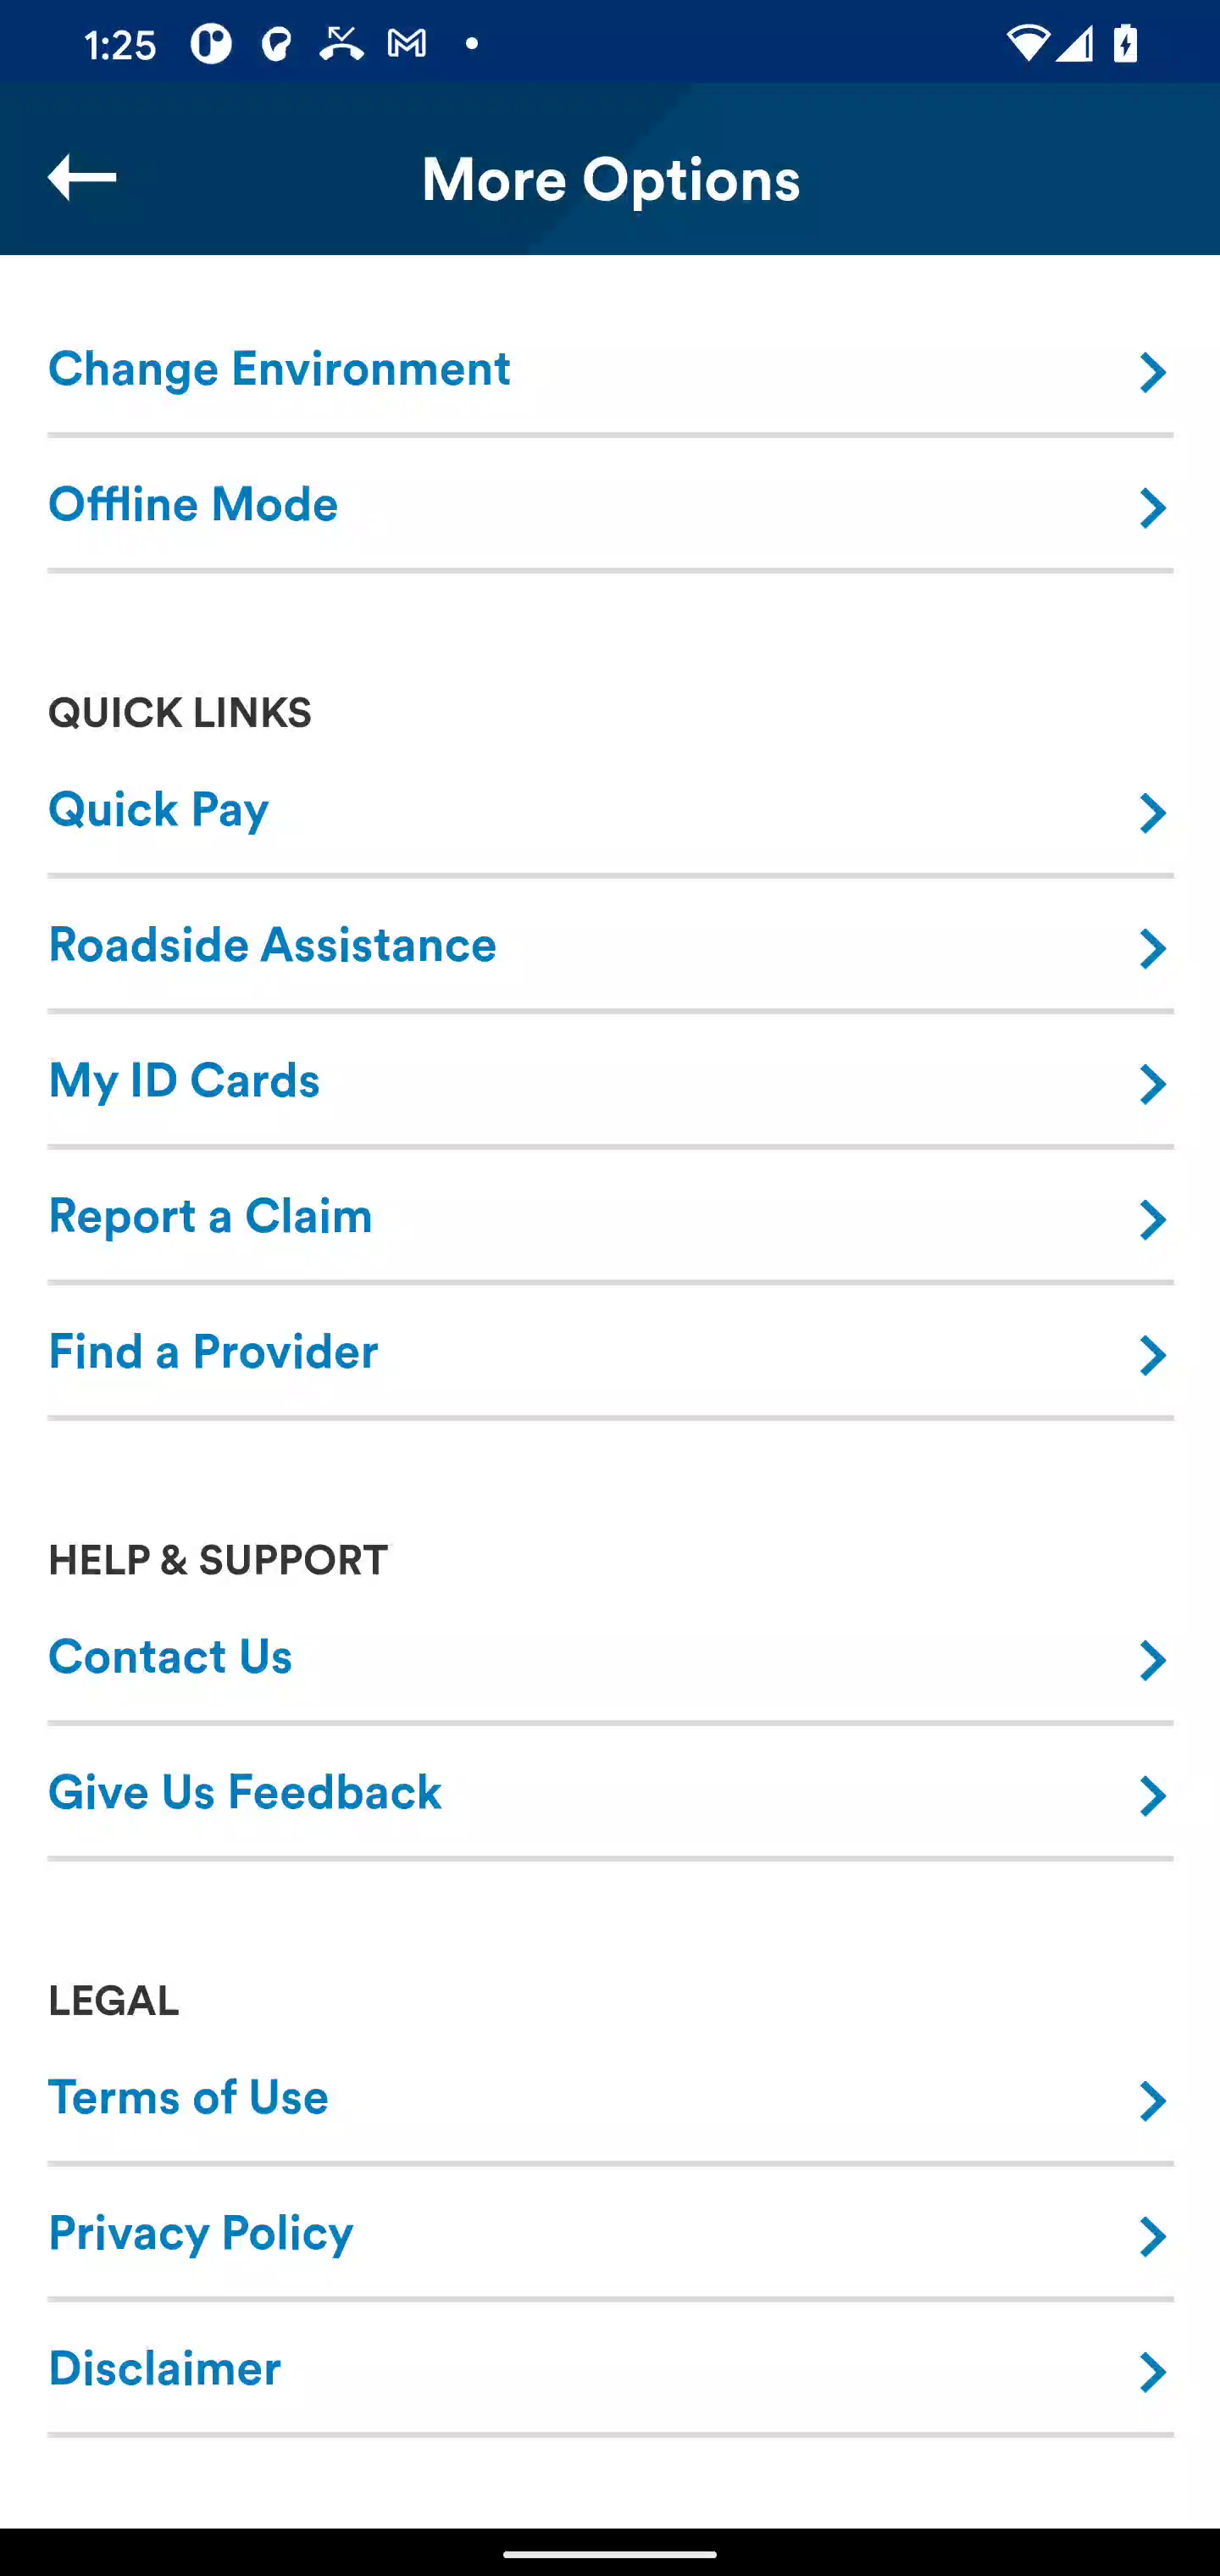 1:25
More Options
Change Environment
Offline Mode
QUICK LINKS
Quick Pay
Roadside Assistance
My ID Cards
Report a Claim
Find a Provider
HELP & SUPPORT
Contact Us
Give Us Feedback
LEGAL
Terms of Use
Privacy Policy
Disclaimer